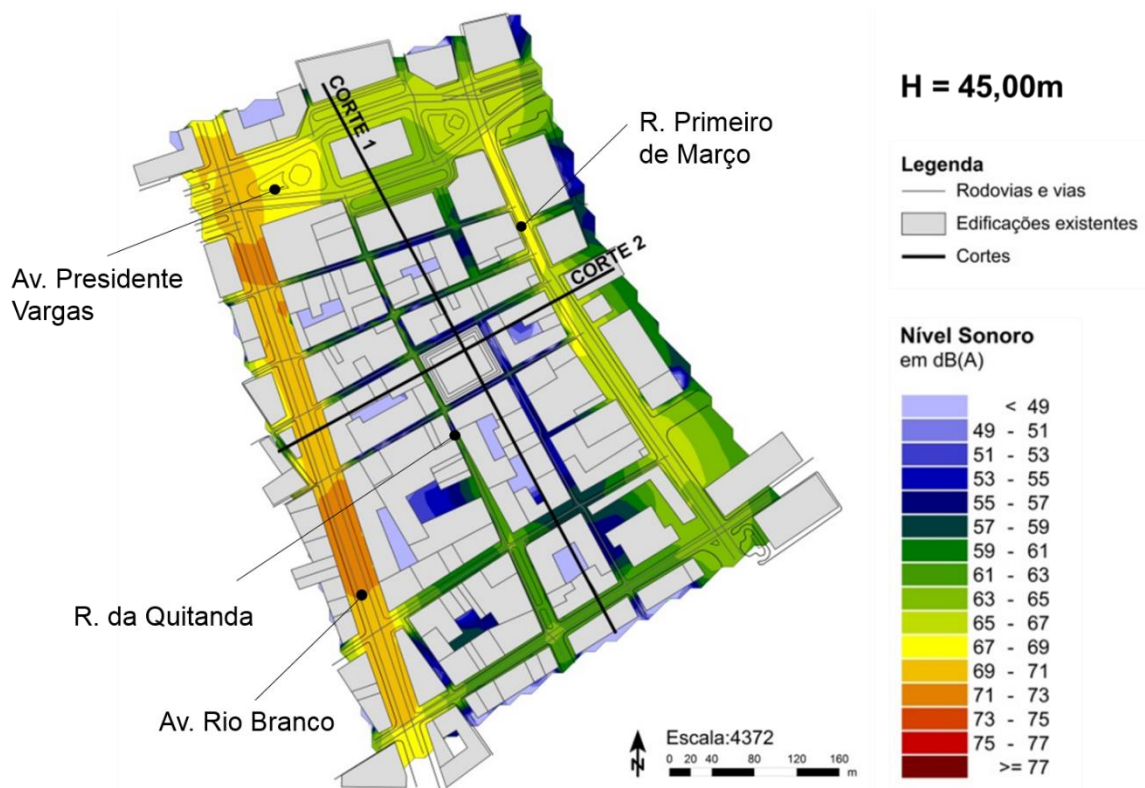 CORTE 1
R. Primeiro
de Março
CORTE 2
Av. Presidente
Vargas
R. da Quitanda
Av. Rio Branco
N
Escala:4372
0 20 40 80 120 160
m
H = 45,00m
Legenda
Rodovias e vias
Edificações existentes
Cortes
Nível Sonoro
em dB(A)
< 49
49 - 51
51 - 53
53 - 55
55 - 57
57 - 59
59 - 61
61 - 63
63 - 65
65 - 67
67 - 69
69 - 71
71 - 73
73 - 75
75 - 77
>= 77